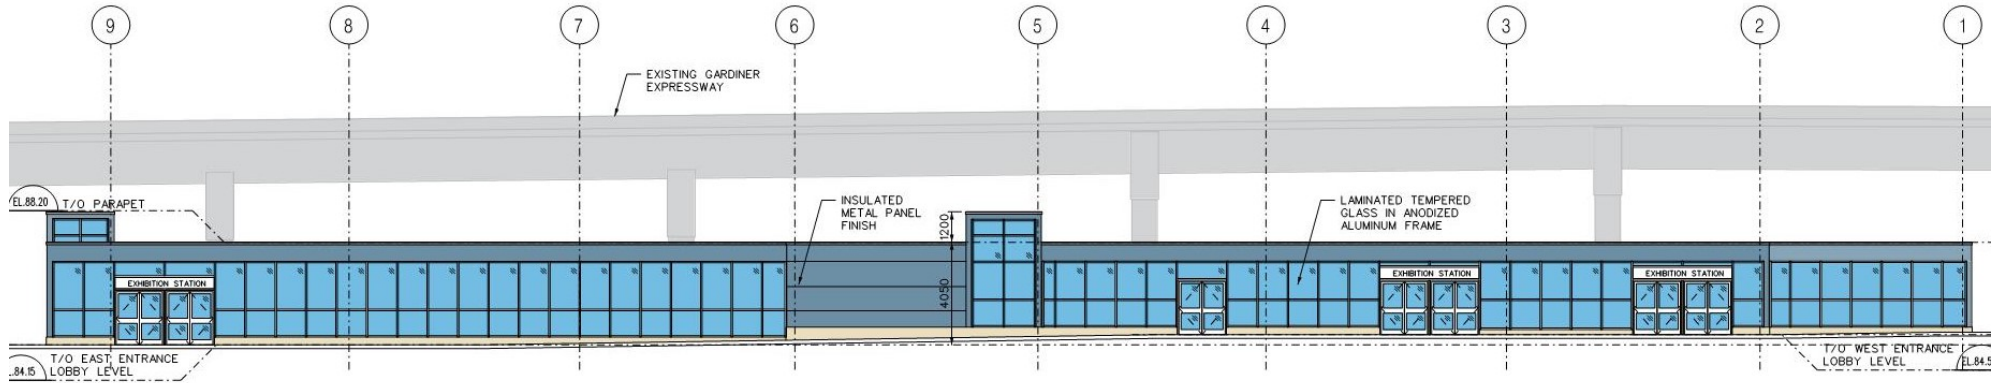 9 8 7 6 5 4 3 2 1
EXISTING GARDINER
EXPRESSWAY
EL.88.20
T/O PARAPET
INSULATED
METAL PANEL
FINISH
1200
4050
LAMINATED TEMPERED
GLASS IN ANODIZED
ALUMINUM FRAME
EXHIBITION STATION
EXHIBITION STATION
EXHIBITION STATION
T/O EAST ENTRANCE
LOBBY LEVEL
.84.15
T/O WEST ENTRANCE
LOBBY LEVEL
EL.84.5